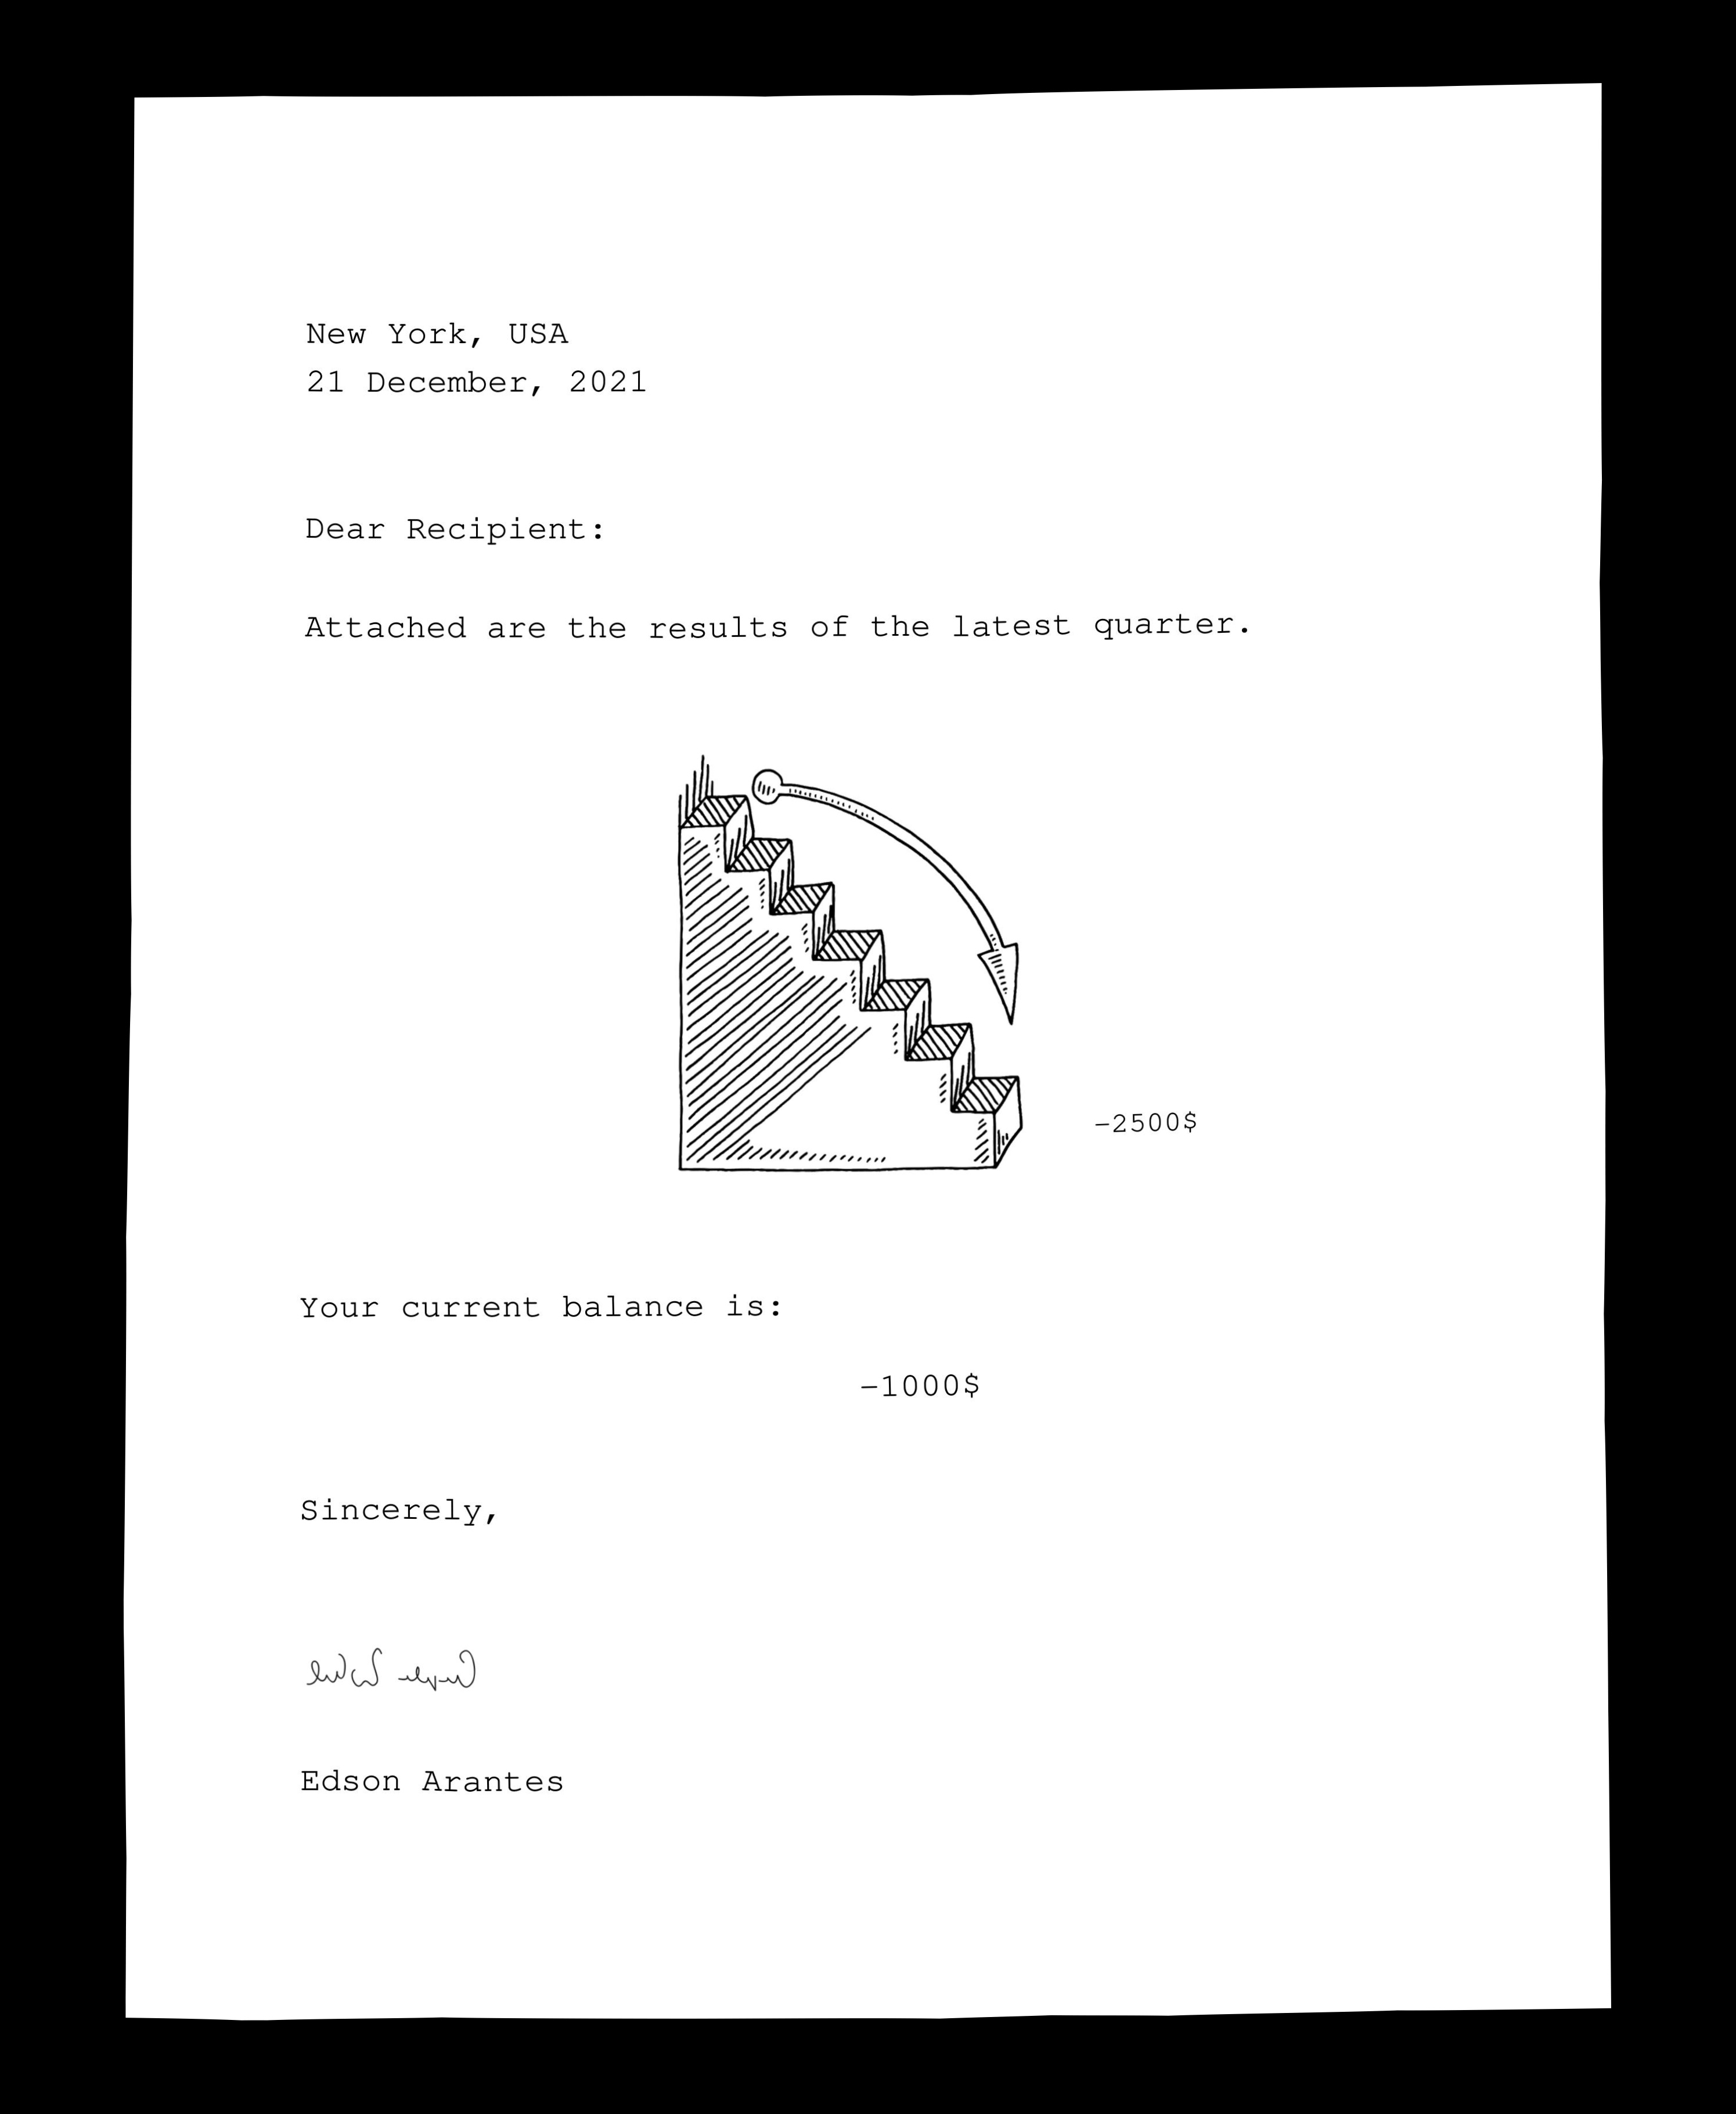 New York, USA
21 December, 2021
Dear Recipient:
Attached are the results of the latest quarter.
-2500$
Your current balance is:
-1000$
Sincerely,
Edson Arantes